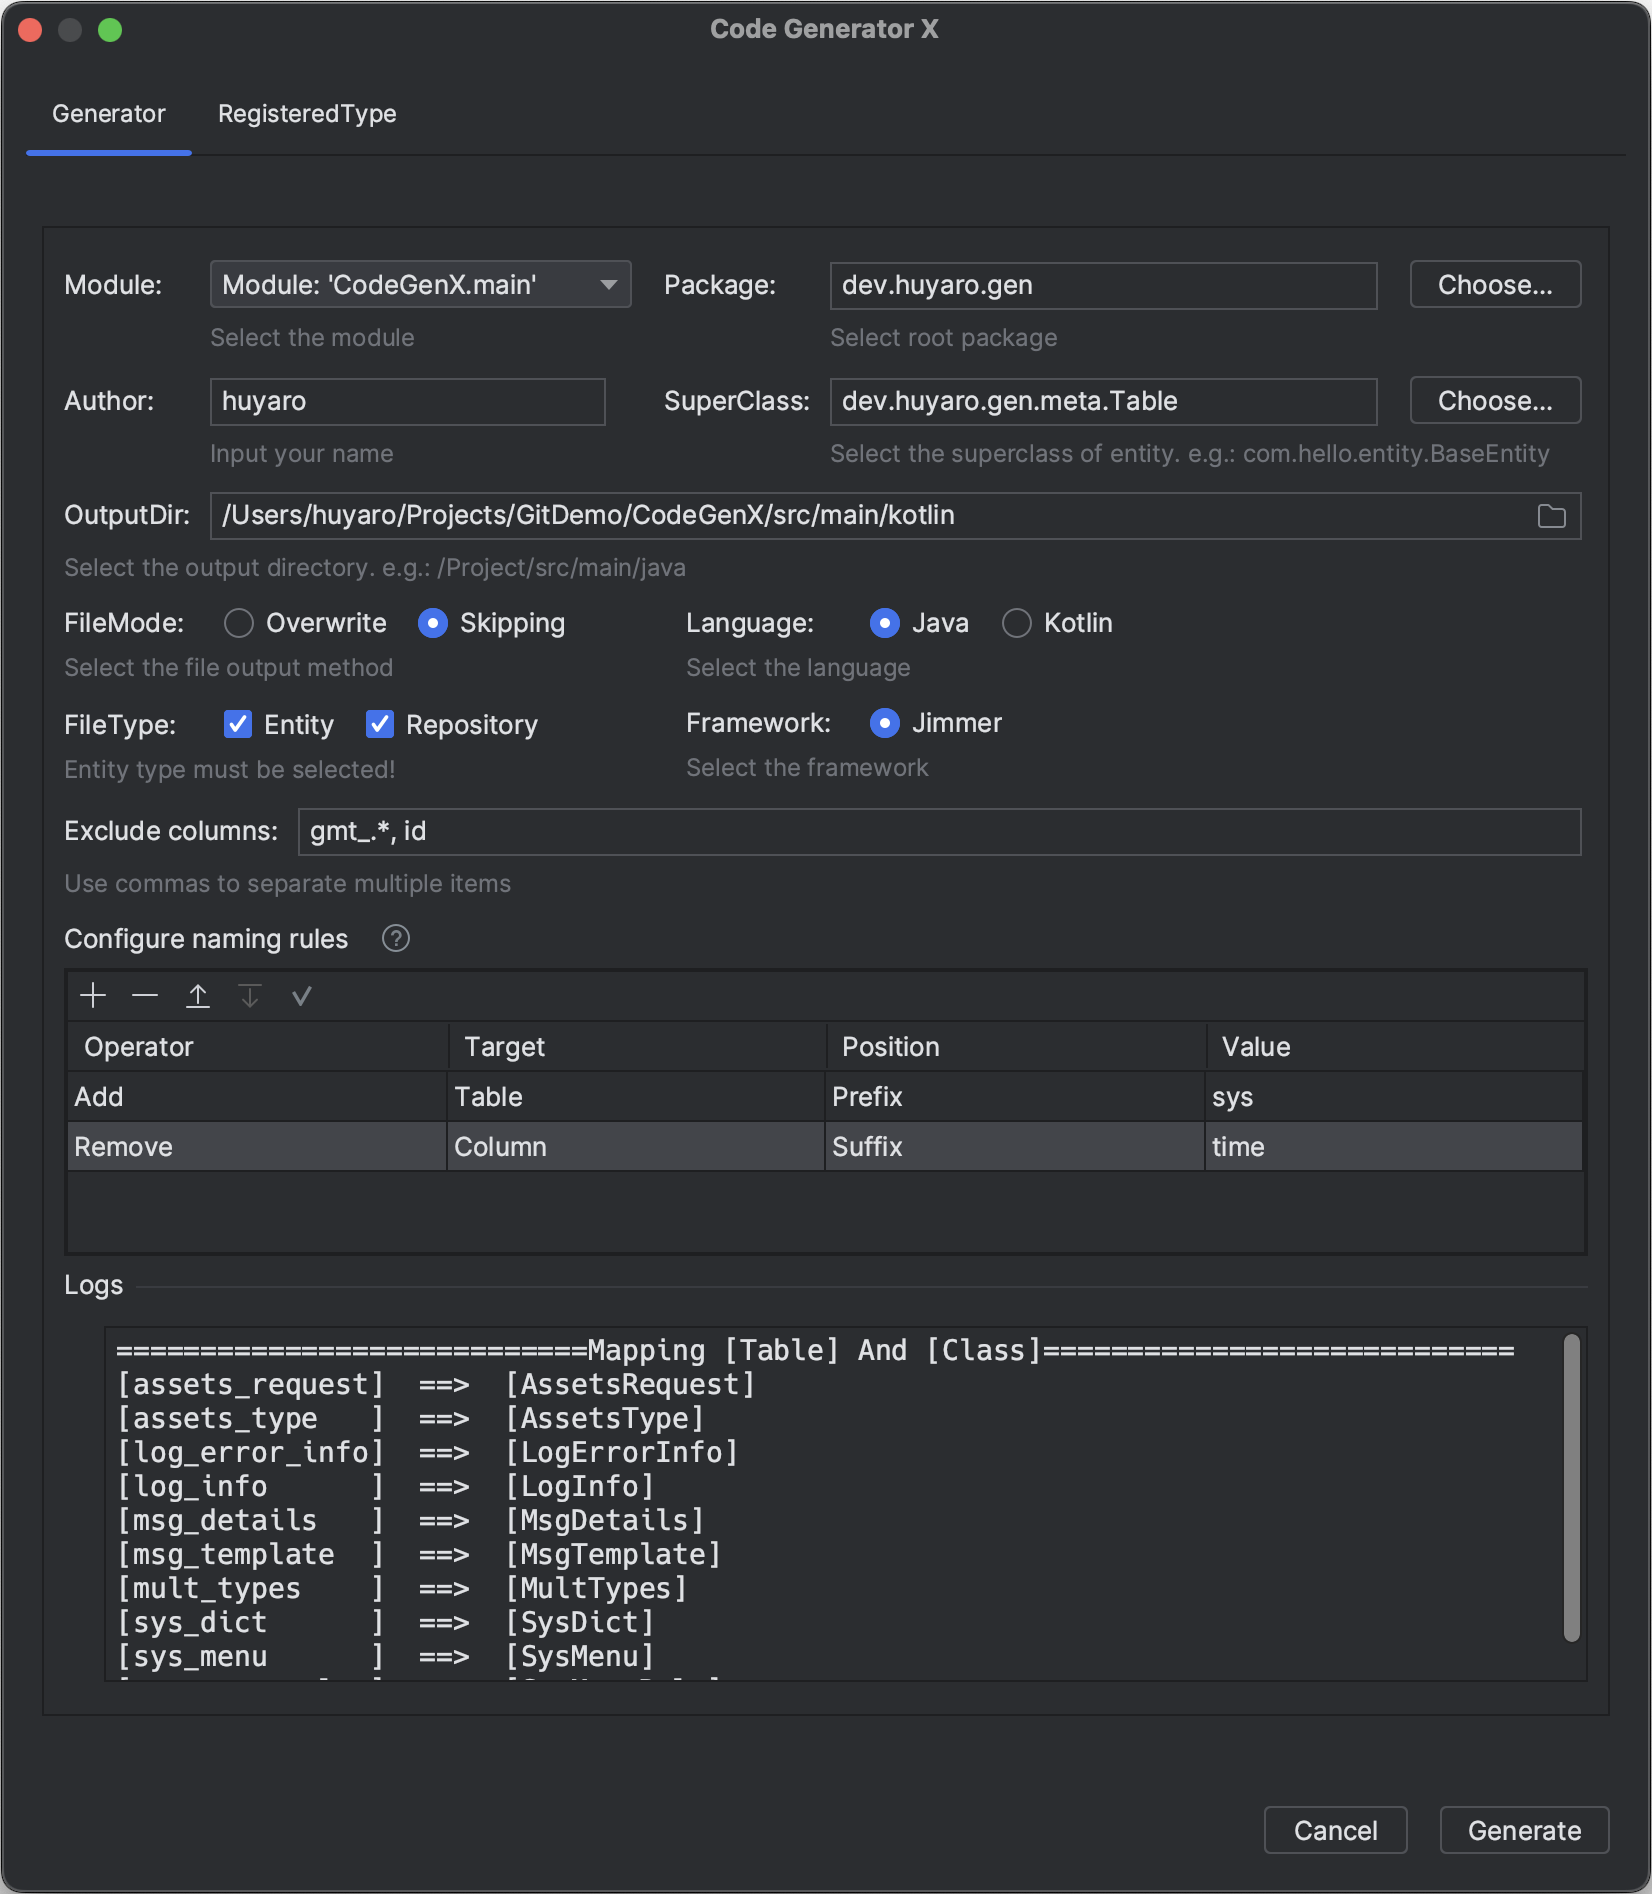 Code Generator X
Generator RegisteredType
Module: Module: 'CodeGenX.main' Package: dev.huyaro.gen Choose...
Select the module Select root package
Author: huyaro SuperClass: dev.huyaro.gen.meta.Table Choose...
Input your name Select the superclass of entity. e.g.: com.hello.entity.BaseEntity
OutputDir: /Users/huyaro/Projects/GitDemo/CodeGenX/src/main/kotlin
Select the output directory. e.g.: /Project/src/main/java
FileMode: Overwrite Skipping Language: Java Kotlin
Select the file output method Select the language
FileType: Entity Repository Framework: Jimmer
Entity type must be selected! Select the framework
Exclude columns: gmt_.*, id
Use commas to separate multiple items
Configure naming rules ?
Operator Target Position Value
Add Table Prefix sys
Remove Column Suffix time
Logs
============================Mapping [Table] And [Class]============================
[assets_request] ==> [AssetsRequest]
[assets_type   ] ==> [AssetsType]
[log_error_info] ==> [LogErrorInfo]
[log_info      ] ==> [LogInfo]
[msg_details   ] ==> [MsgDetails]
[msg_template  ] ==> [MsgTemplate]
[mult_types    ] ==> [MultTypes]
[sys_dict      ] ==> [SysDict]
[sys_menu      ] ==> [SysMenu]
Cancel Generate